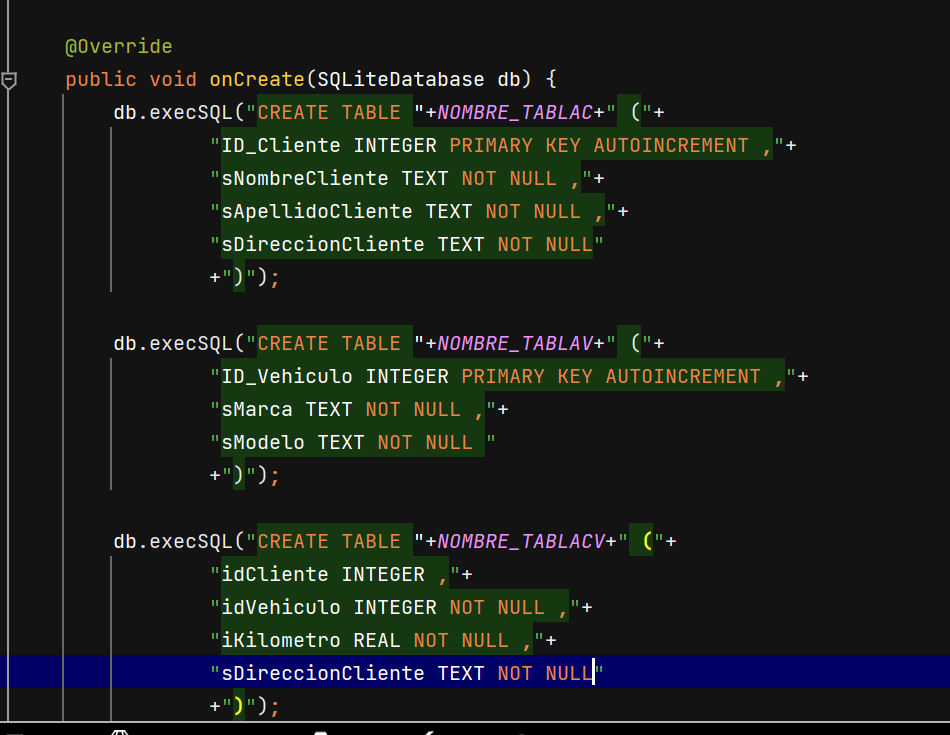 @Override
public void onCreate(SQLiteDatabase db) {
db.execSQL("CREATE TABLE "+NOMBRE_TABLAC+" ("+
"ID_Cliente INTEGER PRIMARY KEY AUTOINCREMENT ,"+
"sNombreCliente TEXT NOT NULL ,"+
"sApellidoCliente TEXT NOT NULL ,"+
"sDireccionCliente TEXT NOT NULL"
+")");
db.execSQL("CREATE TABLE "+NOMBRE_TABLAV+" ("+
"ID_Vehiculo INTEGER PRIMARY KEY AUTOINCREMENT ,"+
"sMarca TEXT NOT NULL ,"+
"sModelo TEXT NOT NULL "
+")");
db.execSQL("CREATE TABLE "+NOMBRE_TABLACV+" ("+
"idCliente INTEGER ,"+
"idVehiculo INTEGER NOT NULL ,"+
"iKilometro REAL NOT NULL ,"+
"sDireccionCliente TEXT NOT NULL"
+")");